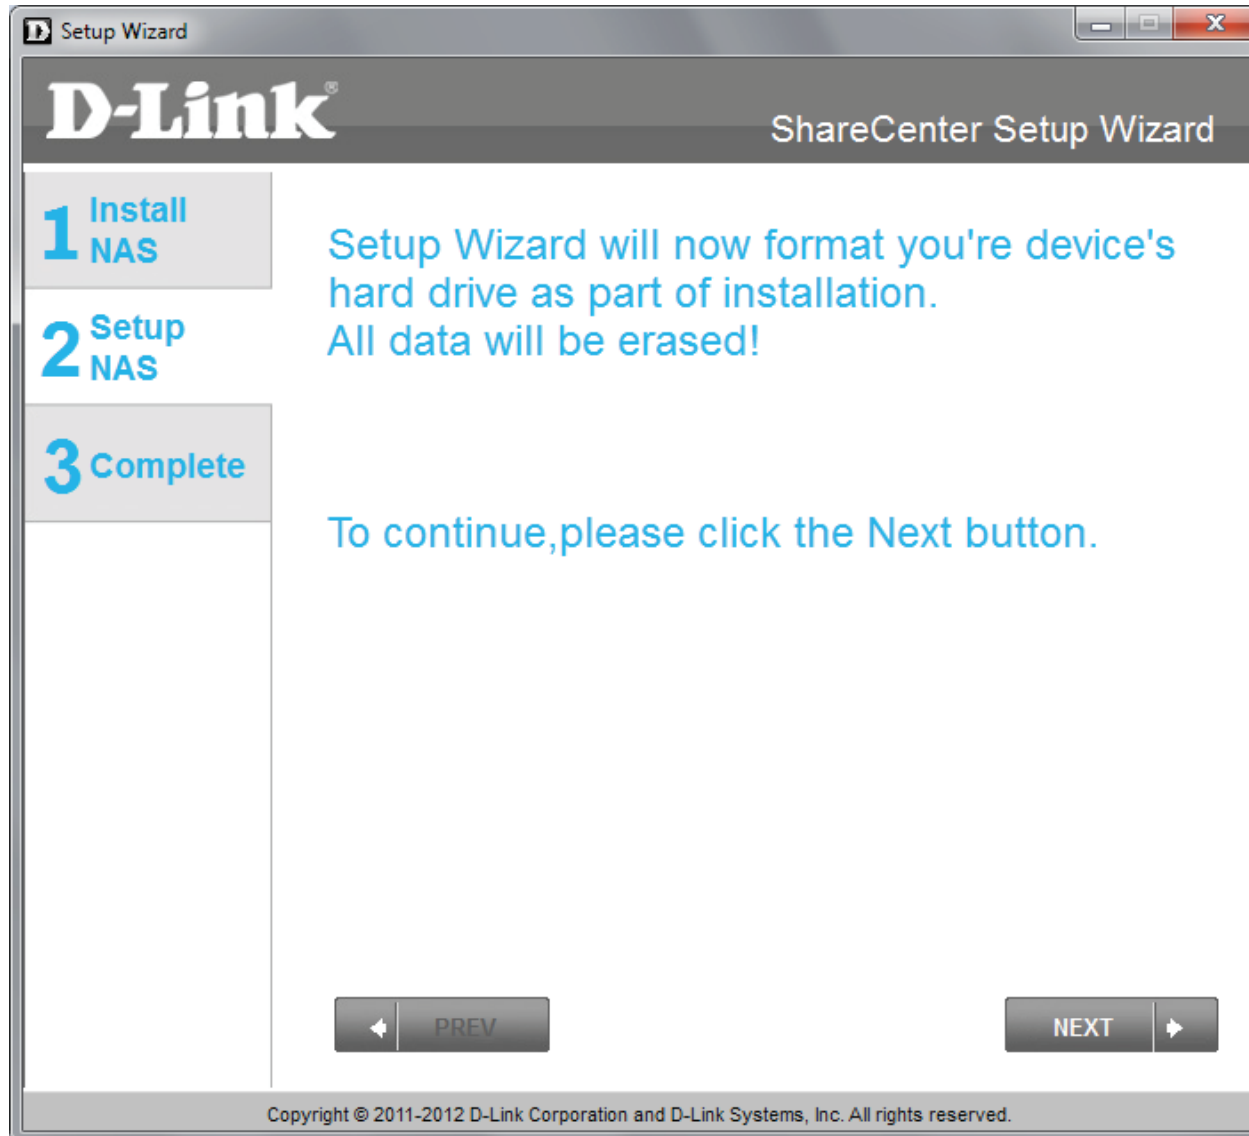 Setup Wizard
D-Link®
ShareCenter Setup Wizard
1 Install
NAS
2 Setup
NAS
3 Complete
Setup Wizard will now format you're device's
hard drive as part of installation.
All data will be erased!
To continue,please click the Next button.
PREV
NEXT
Copyright © 2011-2012 D-Link Corporation and D-Link Systems, Inc. All rights reserved.